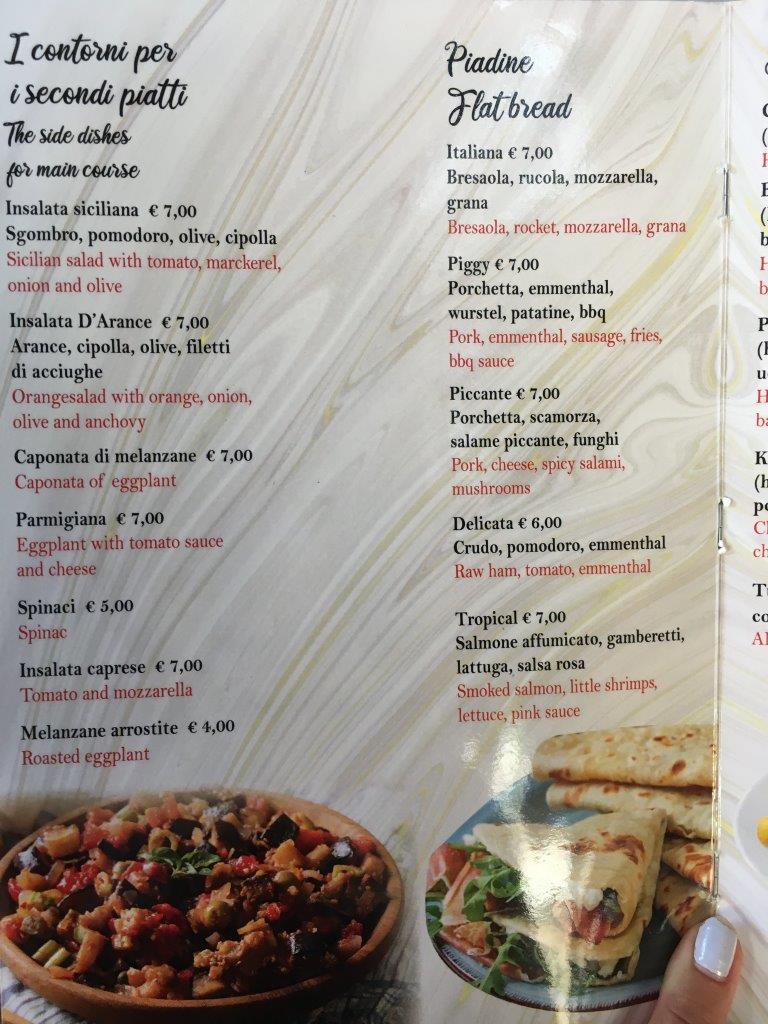 I contorni per
i secondi piatti
The side dishes
for main course
Insalata siciliana € 7,00
Sgombro, pomodoro, olive, cipolla
Sicilian salad with tomato, marckerel,
onion and olive
Insalata D'Arance € 7,00
Arance, cipolla, olive, filetti
di acciughe
Orangesalad with orange, onion,
olive and anchovy
Caponata di melanzane € 7,00
Caponata of eggplant
Parmigiana € 7,00
Eggplant with tomato sauce
and cheese
Spinaci € 5,00
Spinac
Insalata caprese € 7,00
Tomato and mozzarella
Melanzane arrostite € 4,00
Roasted eggplant
Piadine
Flat bread
Italiana € 7,00
Bresaola, rucola, mozzarella,
grana
Bresaola, rocket, mozzarella, grana
Piggy € 7,00
Porchetta, emmenthal,
wurstel, patatine, bbq
Pork, emmenthal, sausage, fries,
bbq sauce
Piccante € 7,00
Porchetta, scamorza,
salame piccante, funghi
Pork, cheese, spicy salami,
mushrooms
Delicata € 6,00
Crudo, pomodoro, emmenthal
Raw ham, tomato, emmenthal
Tropical € 7,00
Salmone affumicato, gamberetti,
lattuga, salsa rosa
Smoked salmon, little shrimps,
lettuce, pink sauce